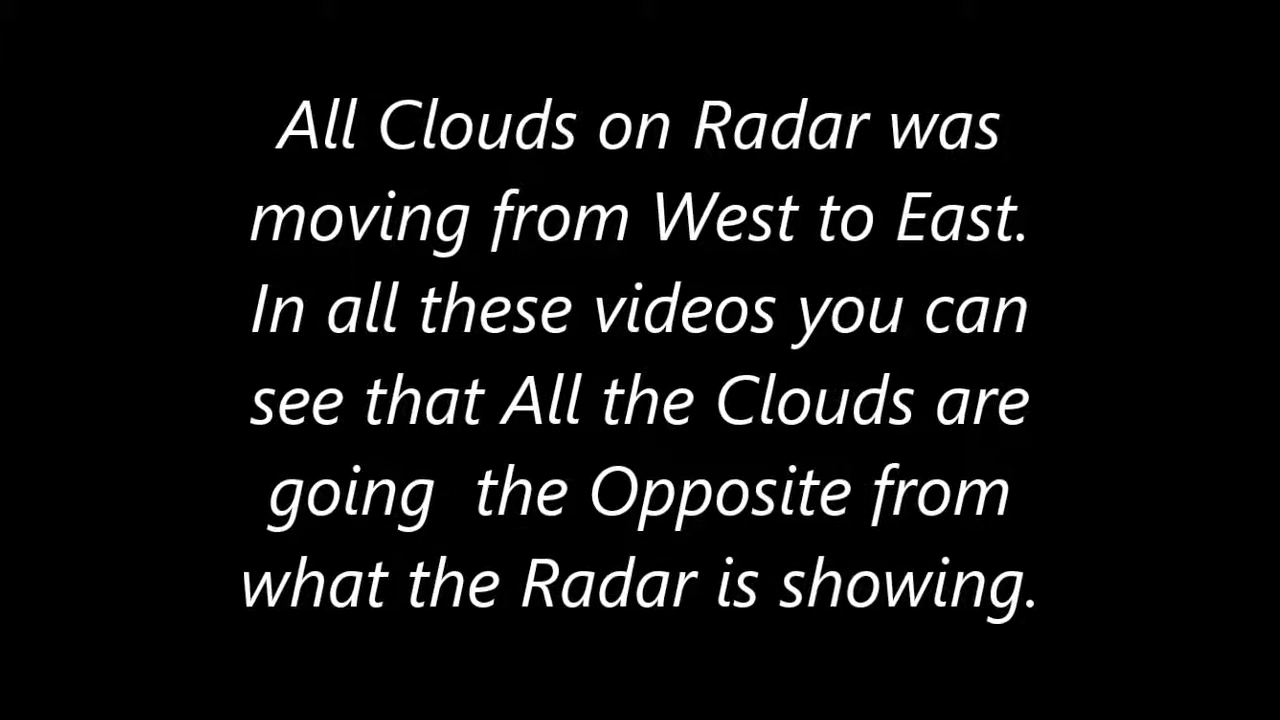 All Clouds on Radar was
moving from West to East.
In all these videos you can
see that All the Clouds are
going  the Opposite from
what the Radar is showing.